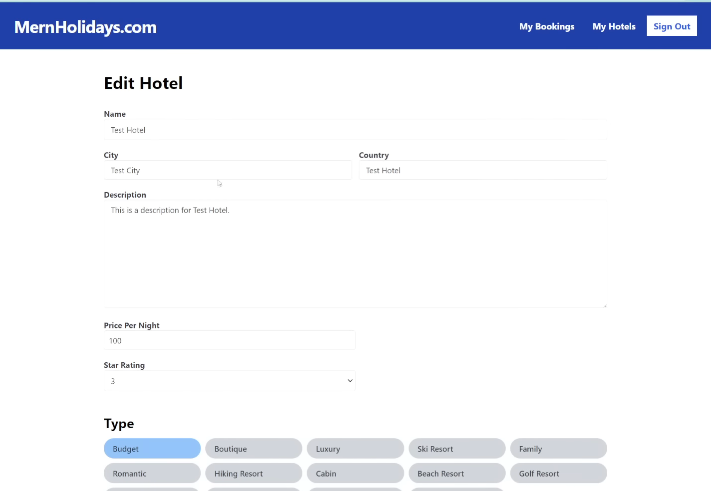 MernHolidays.com
My Bookings My Hotels Sign Out
Edit Hotel
Name
Test Hotel
City Country
Test City Test Hotel
Description
This is a description for Test Hotel.
Price Per Night
100
Star Rating
3
Type
Budget Boutique Luxury Ski Resort Family
Romantic Hiking Resort Cabin Beach Resort Golf Resort